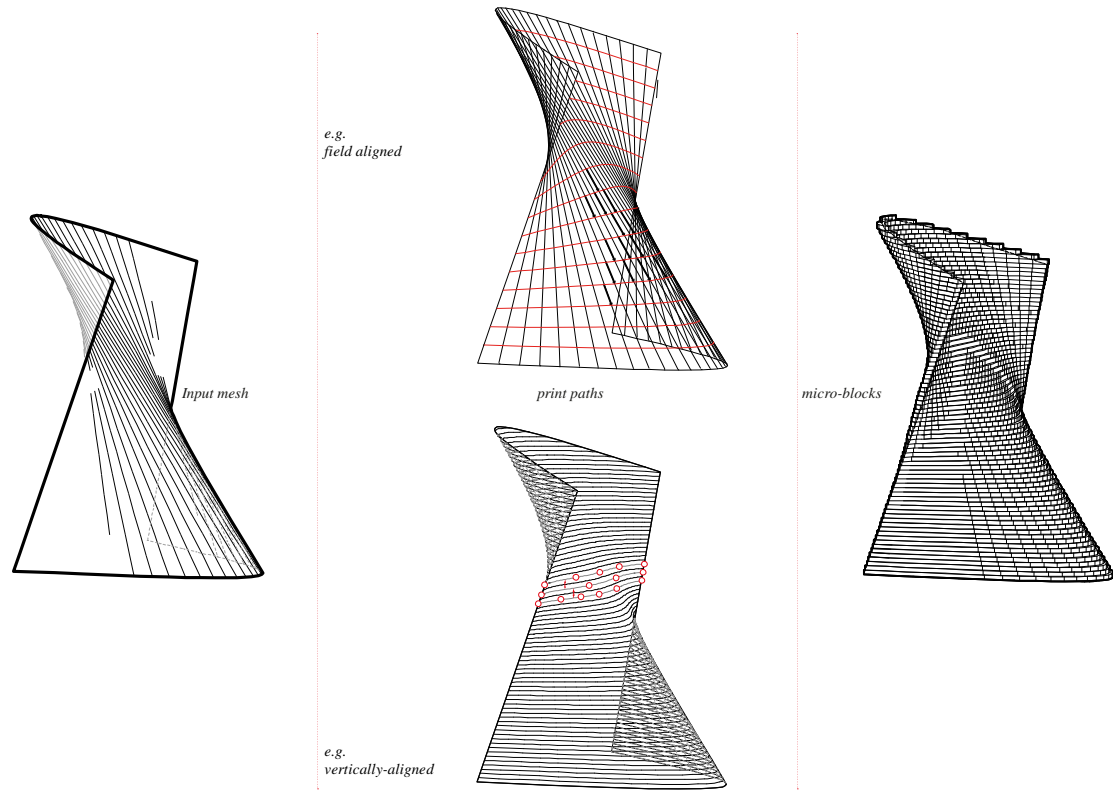 e.g.
field aligned
Input mesh
print paths
micro-blocks
e.g.
vertically-aligned